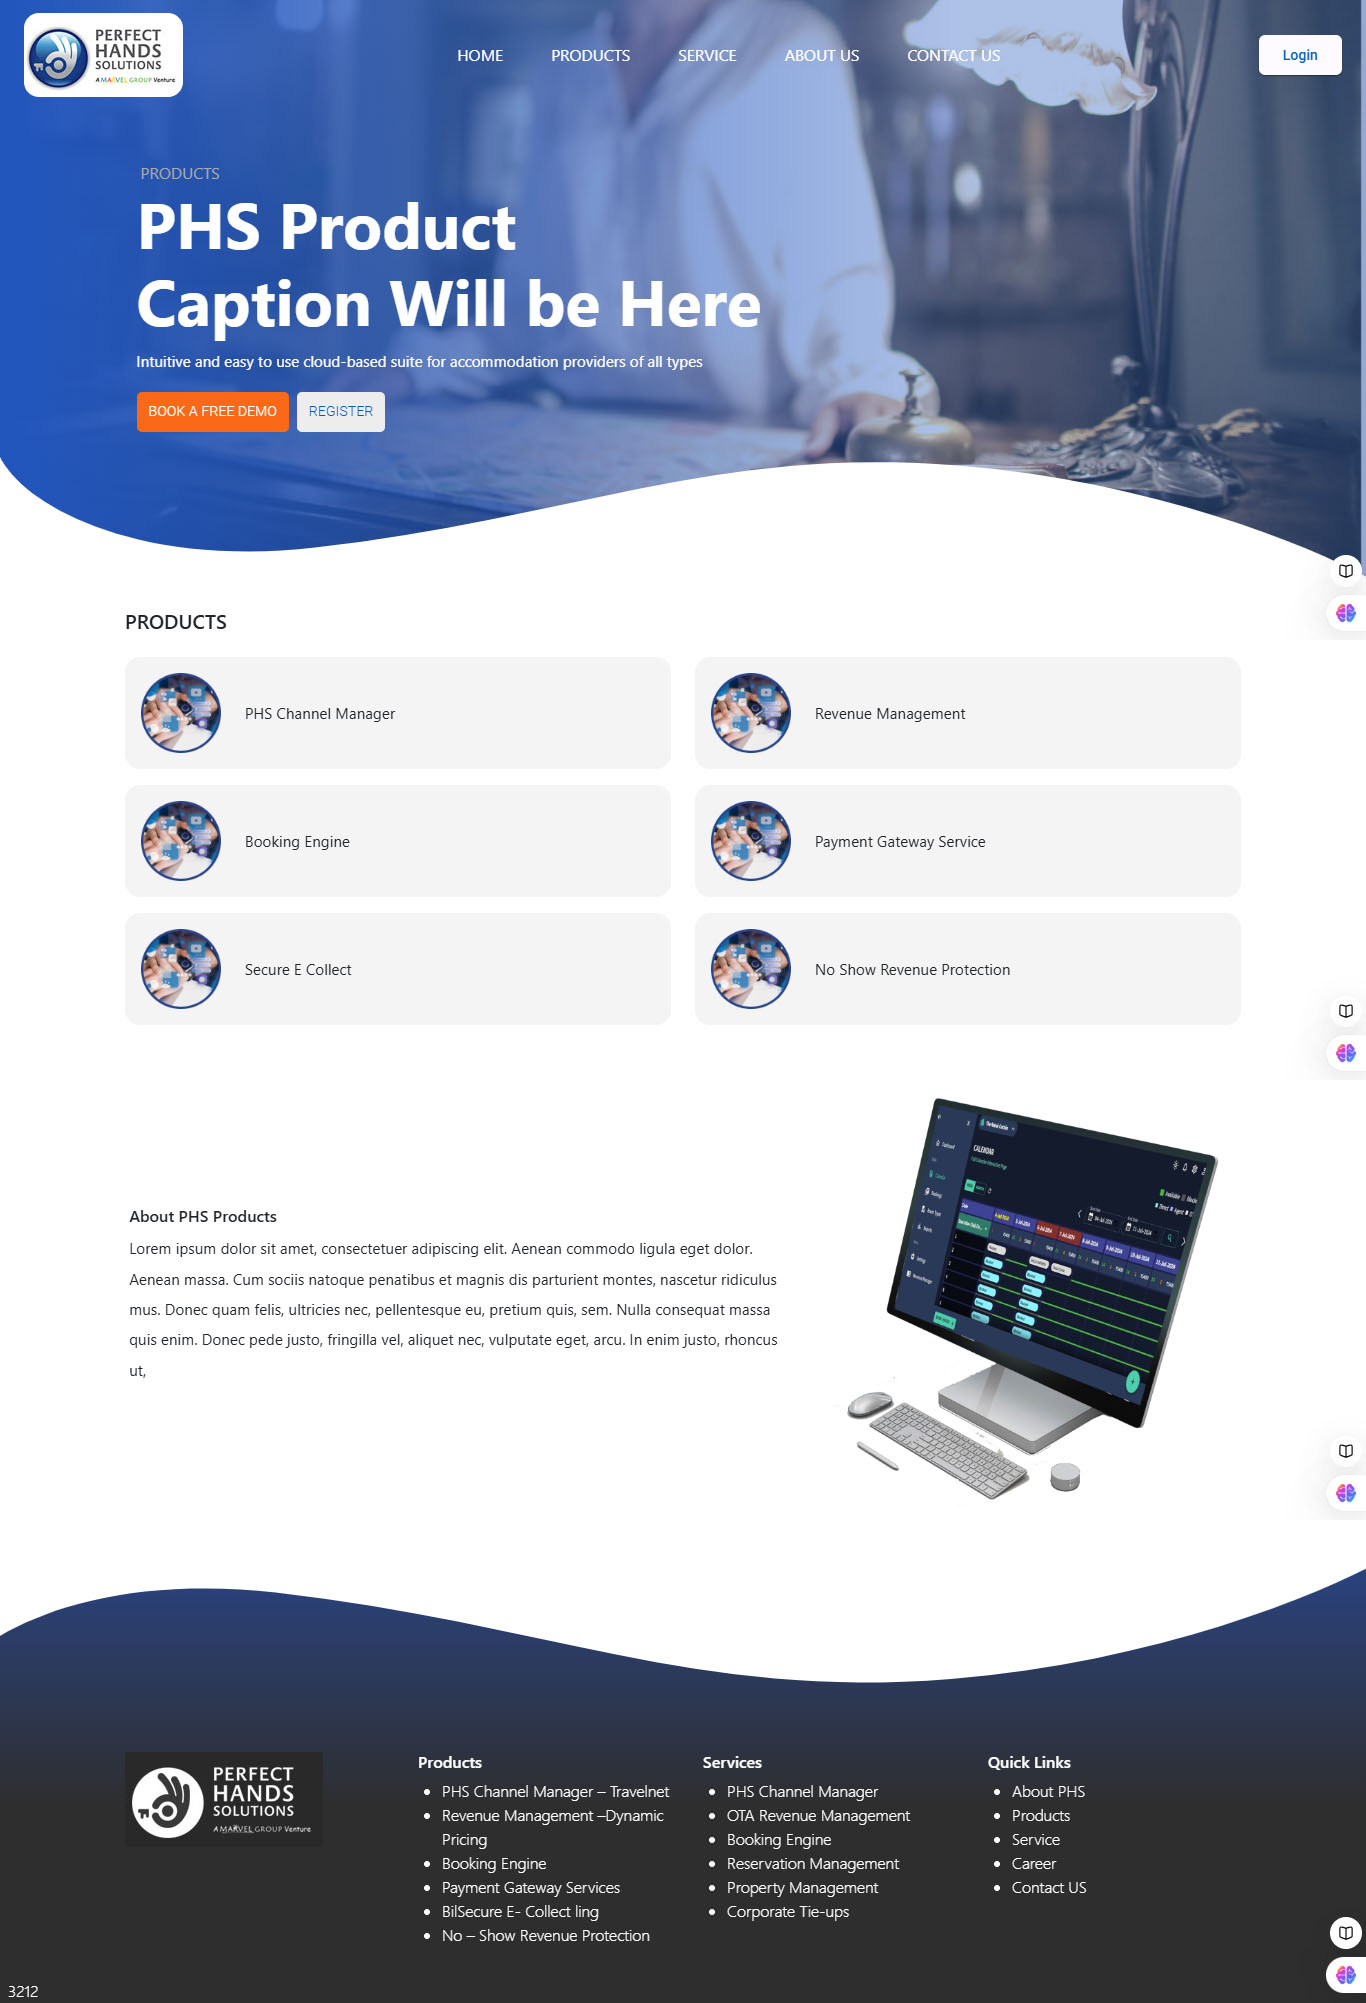 PERFECT
HANDS
SOLUTIONS
A MARVEL GROUP Venture
HOME
PRODUCTS
SERVICE
ABOUT US
CONTACT US
Login
PRODUCTS
PHS Product
Caption Will be Here
Intuitive and easy to use cloud-based suite for accommodation providers of all types
BOOK A FREE DEMO
REGISTER
PRODUCTS
PHS Channel Manager
Revenue Management
Booking Engine
Payment Gateway Service
Secure E Collect
No Show Revenue Protection
CALENDAR
About PHS Products
Lorem ipsum dolor sit amet, consectetuer adipiscing elit. Aenean commodo ligula eget dolor.
Aenean massa. Cum sociis natoque penatibus et magnis dis parturient montes, nascetur ridiculus
mus. Donec quam felis, ultricies nec, pellentesque eu, pretium quis, sem. Nulla consequat massa
quis enim. Donec pede justo, fringilla vel, aliquet nec, vulputate eget, arcu. In enim justo, rhoncus
ut,
PERFECT
HANDS
SOLUTIONS
A MARVEL GROUP Venture
Products
PHS Channel Manager – Travelnet
Revenue Management –Dynamic
Pricing
Booking Engine
Payment Gateway Services
BilSecure E- Collect ling
No – Show Revenue Protection
Services
PHS Channel Manager
OTA Revenue Management
Booking Engine
Reservation Management
Property Management
Corporate Tie-ups
Quick Links
About PHS
Products
Service
Career
Contact US
3212